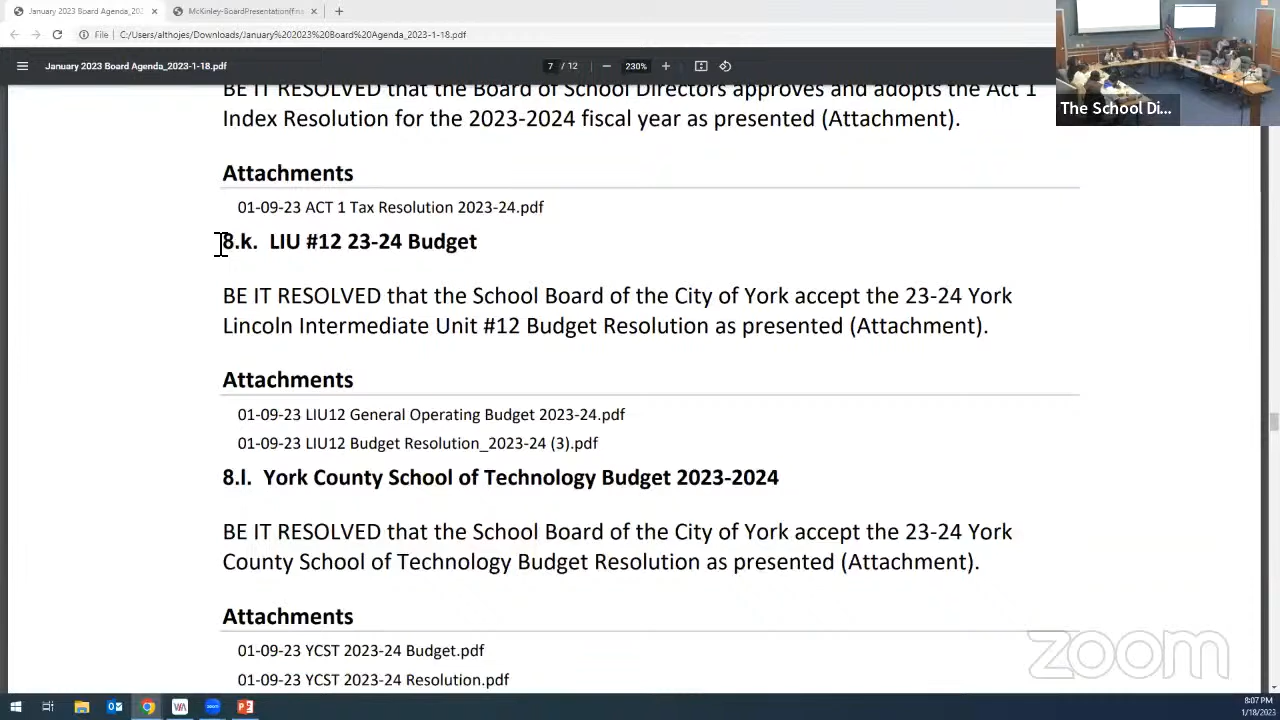 January 2023 Board Agenda_202
McKinley-BoardPresentation(fina
File | C:/Users/althojes/Downloads/January%202023%20Board%20Agenda_2023-1-18.pdf
January 2023 Board Agenda_2023-1-18.pdf
7 / 12
230%
The School Di...
BE IT RESOLVED that the Board of School Directors approves and adopts the Act 1
Index Resolution for the 2023-2024 fiscal year as presented (Attachment).
Attachments
01-09-23 ACT 1 Tax Resolution 2023-24.pdf
8.k. LIU #12 23-24 Budget
BE IT RESOLVED that the School Board of the City of York accept the 23-24 York
Lincoln Intermediate Unit #12 Budget Resolution as presented (Attachment).
Attachments
01-09-23 LIU12 General Operating Budget 2023-24.pdf
01-09-23 LIU12 Budget Resolution_2023-24 (3).pdf
8.l. York County School of Technology Budget 2023-2024
BE IT RESOLVED that the School Board of the City of York accept the 23-24 York
County School of Technology Budget Resolution as presented (Attachment).
Attachments
01-09-23 YCST 2023-24 Budget.pdf
01-09-23 YCST 2023-24 Resolution.pdf
zoom
8:07 PM
1/18/2023